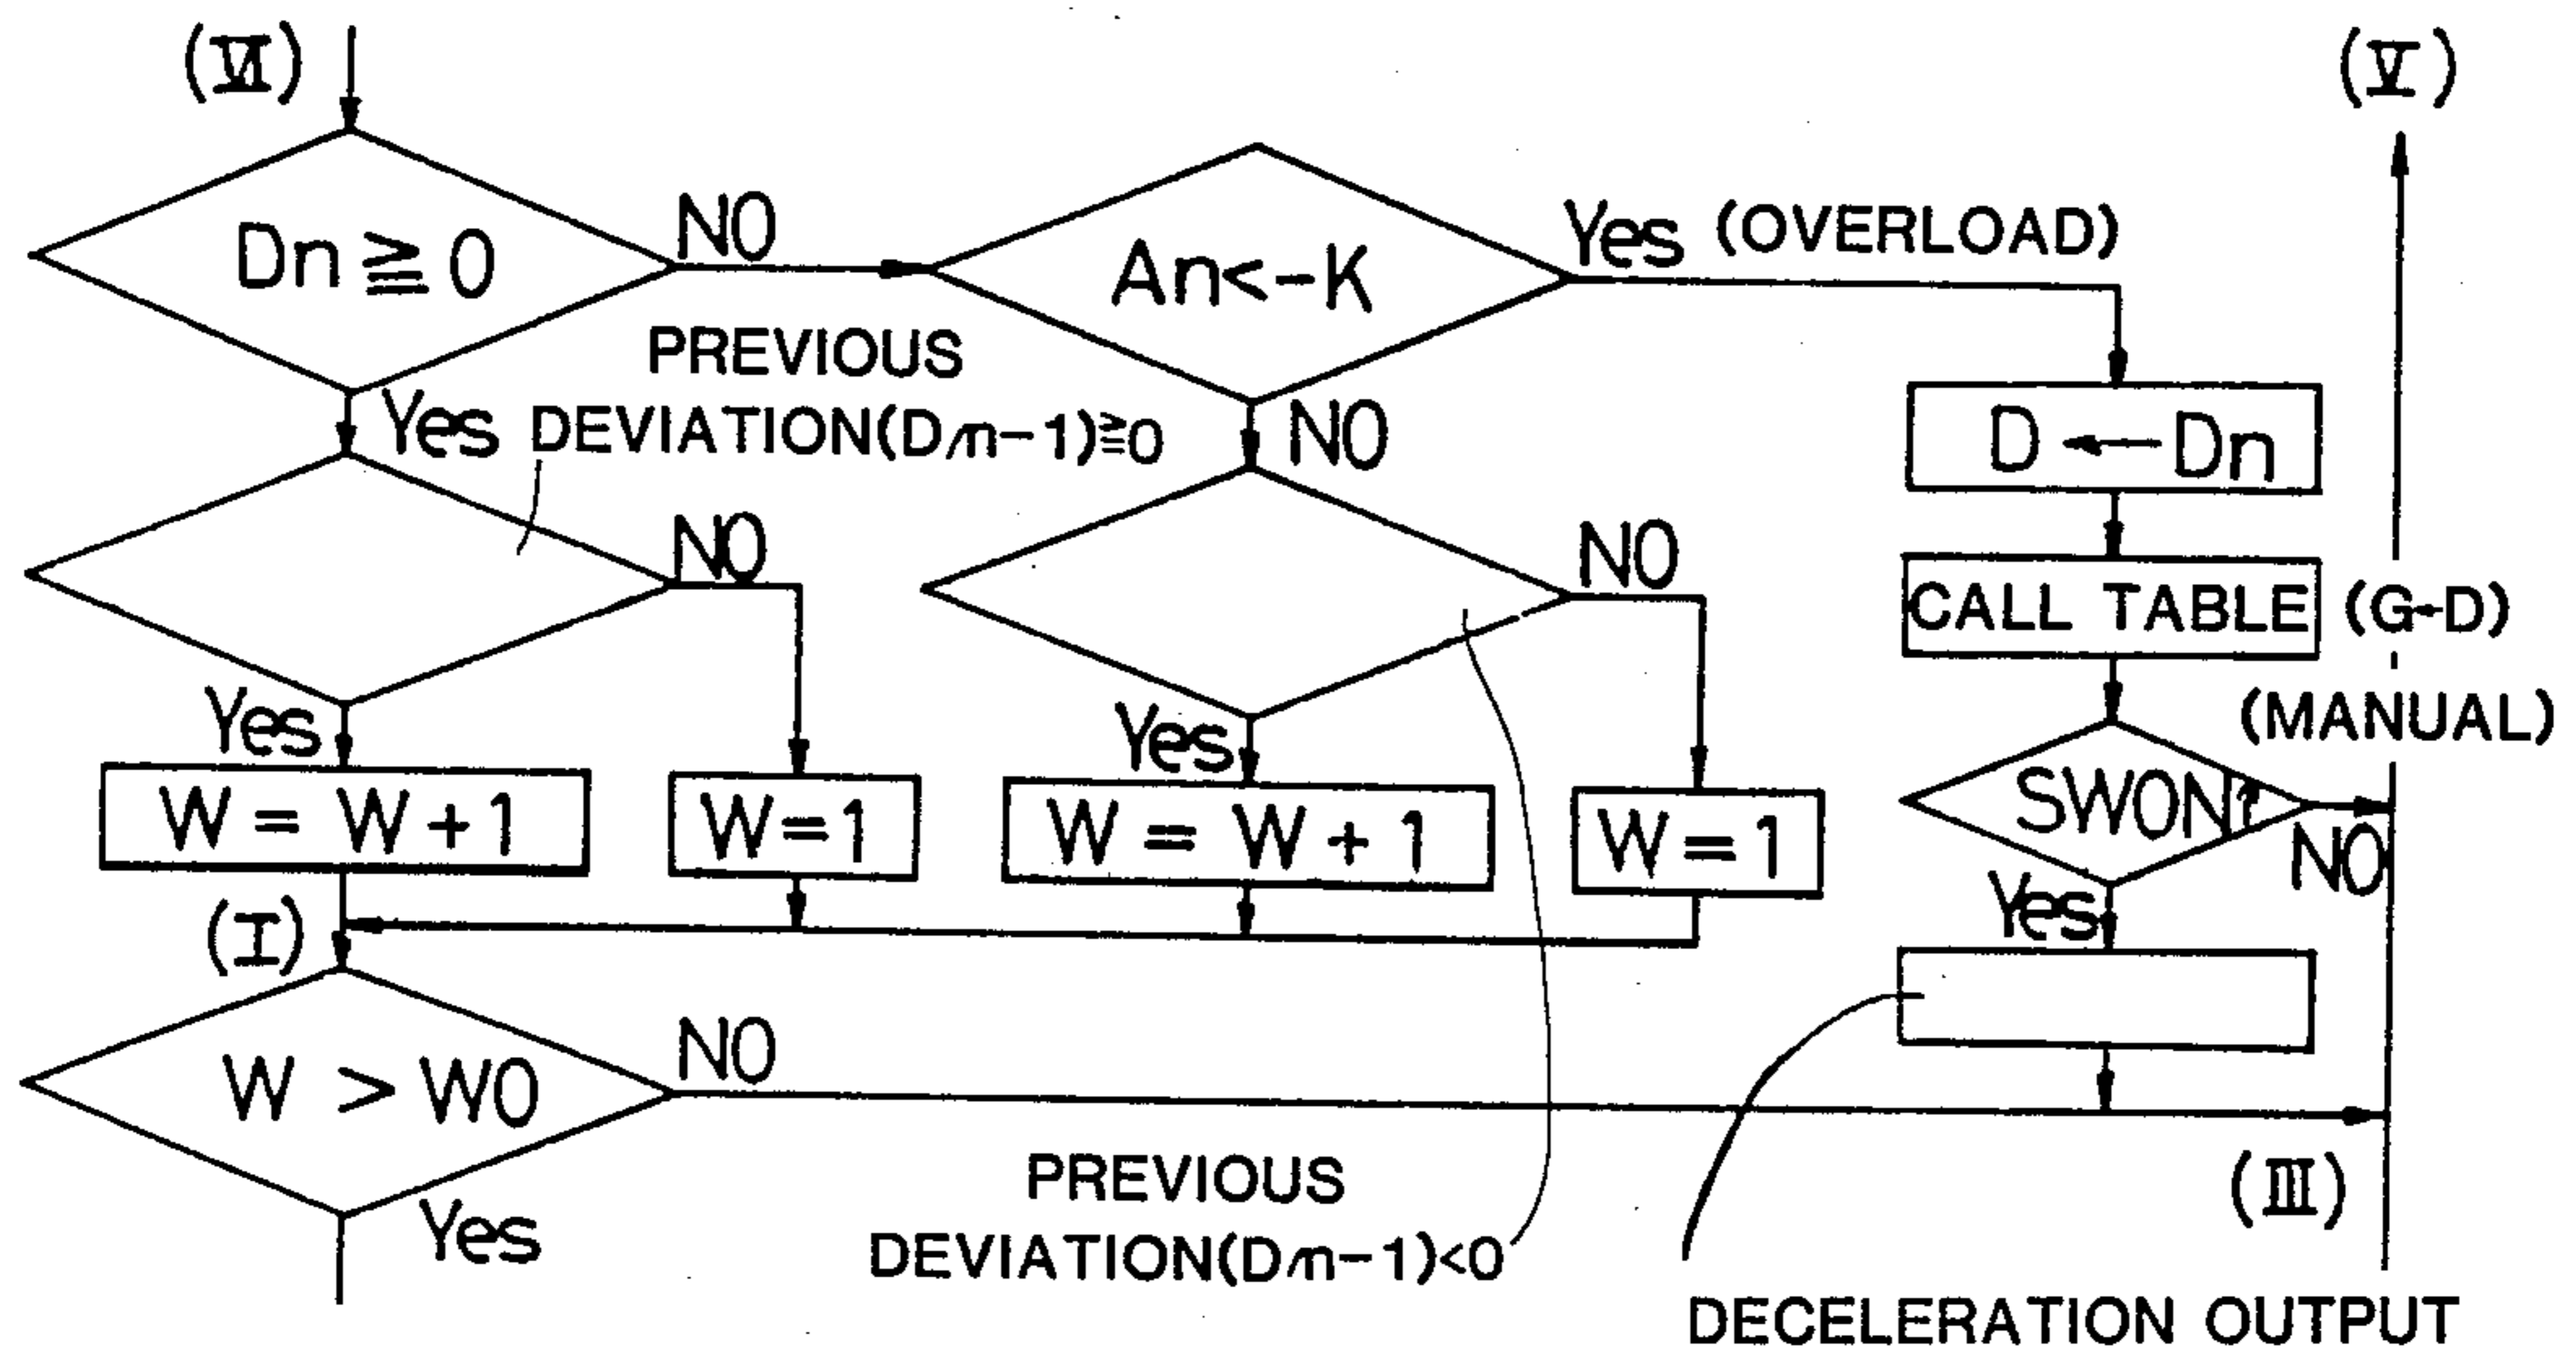 (VI)
(V)
Dn ≧ 0
NO
An<-K
Yes (OVERLOAD)
PREVIOUS
DEVIATION(Dn-1)≧0
Yes
NO
D ← Dn
CALL TABLE (G←D)
NO
NO
(MANUAL)
Yes
Yes
SWON?
NO
W = W+1
W=1
W = W+1
W=1
Yes
(I)
W > W0
NO
(III)
Yes
PREVIOUS
DEVIATION(Dn-1)<0
DECELERATION OUTPUT